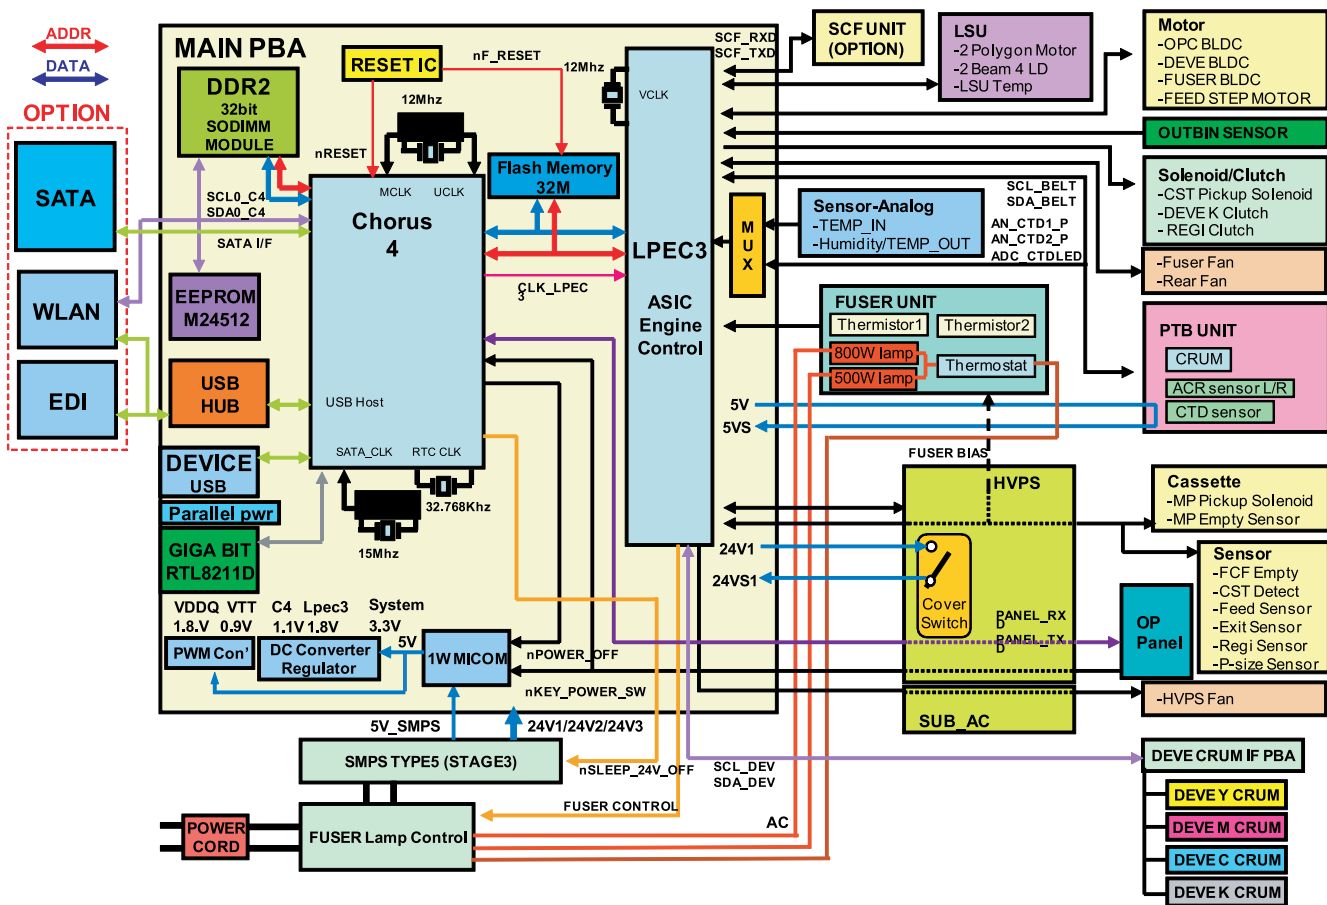 ADDR
DATA
OPTION
SATA
WLAN
EDI
MAIN PBA
DDR2
32bit
SODIMM
MODULE
RESET IC
nF_RESET
12Mhz
nRESET
SCL0_C4
SDA0_C4
SATA I/F
MCLK
UCLK
Chorus
4
USB Host
SATA_CLK
RTC CLK
32.768Khz
15Mhz
Flash Memory
32M
CLK_LPEC
3
EEPROM
M24512
USB
HUB
DEVICE
USB
Parallel pwr
GIGA BIT
RTL8211D
VDDQ VTT
1.8.V 0.9V
C4 Lpec3
1.1V 1.8V
System
3.3V
5V
PWM Con'
DC Converter
Regulator
1W MICOM
nPOWER_OFF
nKEY_POWER_SW
12Mhz
VCLK
LPEC3
ASIC
Engine
Control
SCF_RXD
SCF_TXD
SCF UNIT
(OPTION)
LSU
-2 Polygon Motor
-2 Beam 4 LD
-LSU Temp
Motor
-OPC BLDC
-DEVE BLDC
-FUSER BLDC
-FEED STEP MOTOR
OUTBIN SENSOR
Solenoid/Clutch
-CST Pickup Solenoid
-DEVE K Clutch
- REGI Clutch
-Fuser Fan
-Rear Fan
SCL_BELT
SDA_BELT
AN_CTD1_P
AN_CTD2_P
ADC_CTDLED
M
U
X
Sensor-Analog
-TEMP_IN
-Humidity/TEMP_OUT
FUSER UNIT
Thermistor1
Thermistor2
800W lamp
500W lamp
Thermostat
PTB UNIT
CRUM
ACR sensor L/R
CTD sensor
5V
5VS
FUSER BIAS
HVPS
24V1
24VS1
Cover
Switch
PANEL_RX
D
PANEL_TX
D
SUB_AC
Cassette
-MP Pickup Solenoid
-MP Empty Sensor
Sensor
-FCF Empty
-CST Detect
-Feed Sensor
-Exit Sensor
-Regi Sensor
-P-size Sensor
OP
Panel
-HVPS Fan
5V_SMPS
24V1/24V2/24V3
SMPS TYPE5 (STAGE3)
nSLEEP_24V_OFF
FUSER CONTROL
SCL_DEV
SDA_DEV
AC
POWER
CORD
FUSER Lamp Control
DEVE CRUM IF PBA
DEVE Y CRUM
DEVE M CRUM
DEVE C CRUM
DEVE K CRUM